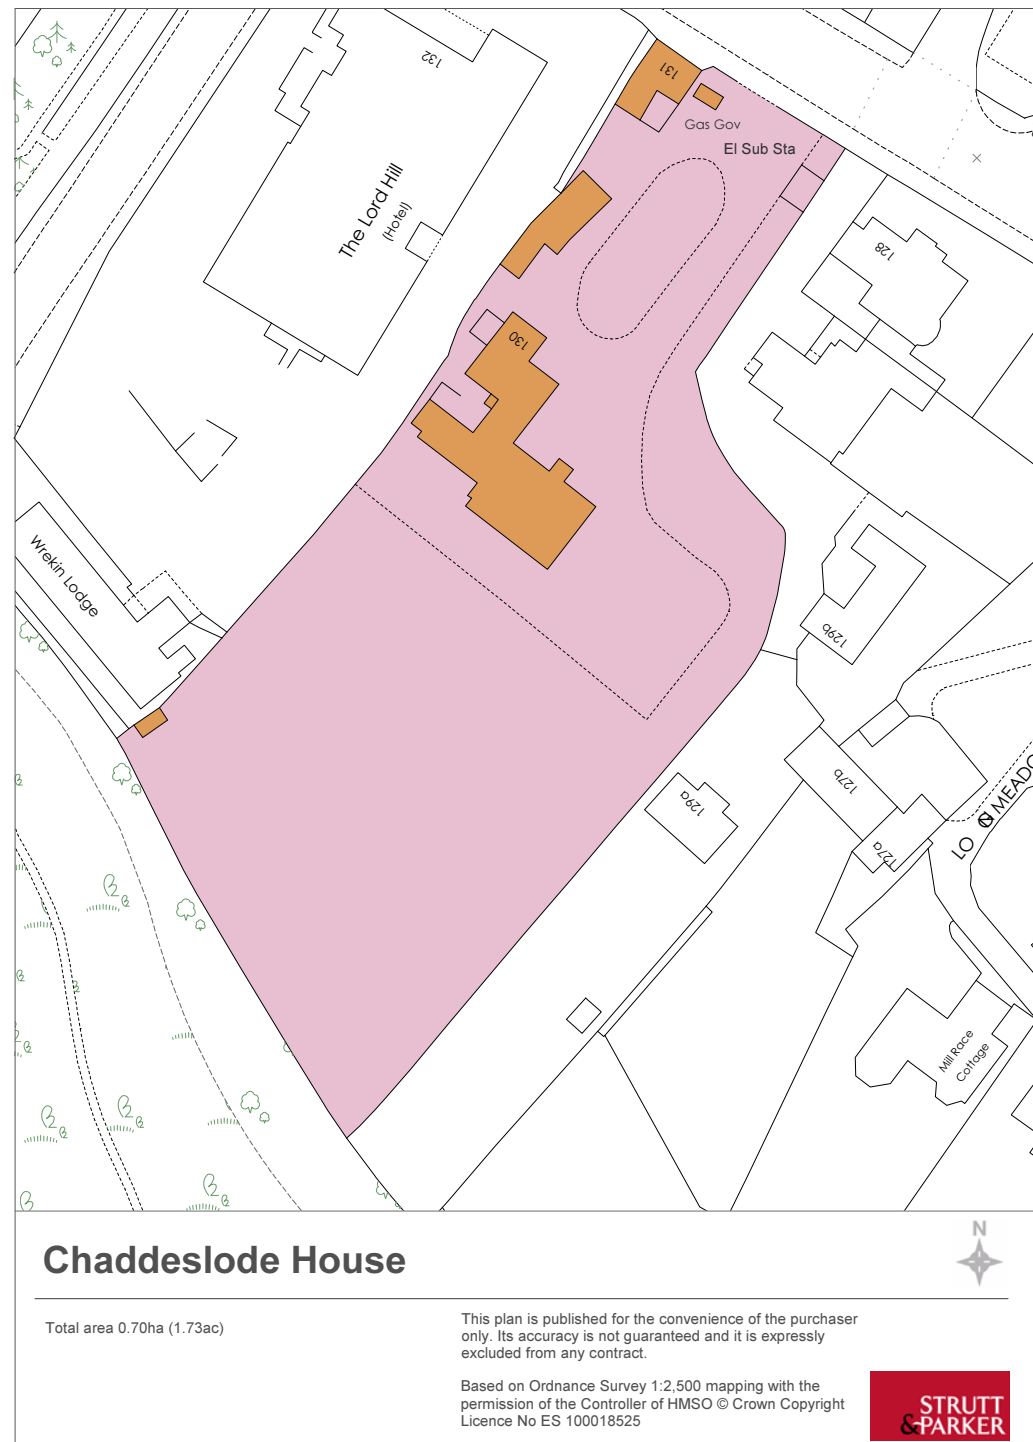 132
131
Gas Gov
El Sub Sta
The Lord Hill
(Hotel)
128
130
Wrekin Lodge
129b
129a
127b
127a
LO
MEADO
Mill Race
Cottage
Chaddeslode House
N
Total area 0.70ha (1.73ac)
This plan is published for the convenience of the purchaser
only. Its accuracy is not guaranteed and it is expressly
excluded from any contract.
Based on Ordnance Survey 1:2,500 mapping with the
permission of the Controller of HMSO © Crown Copyright
Licence No ES 100018525
STRUTT
&PARKER